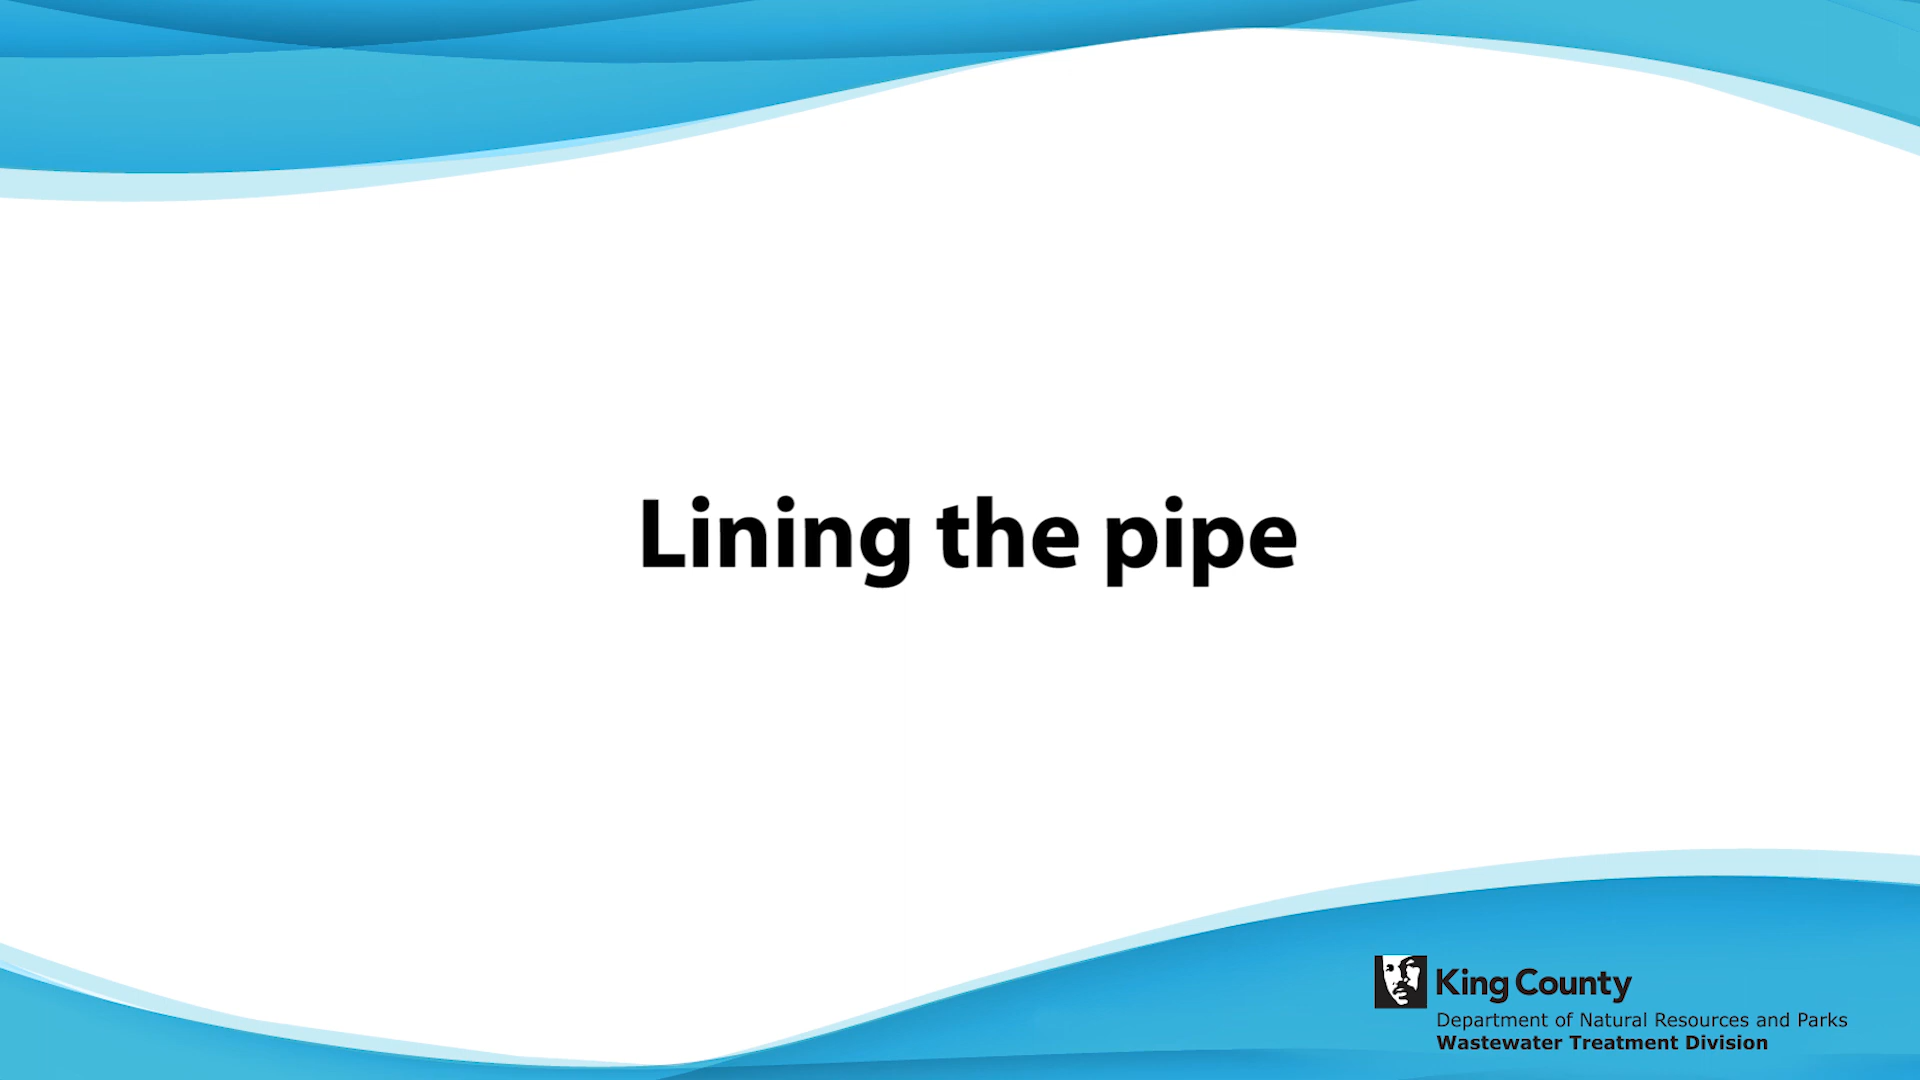 Lining the pipe
King County
Department of Natural Resources and Parks
Wastewater Treatment Division